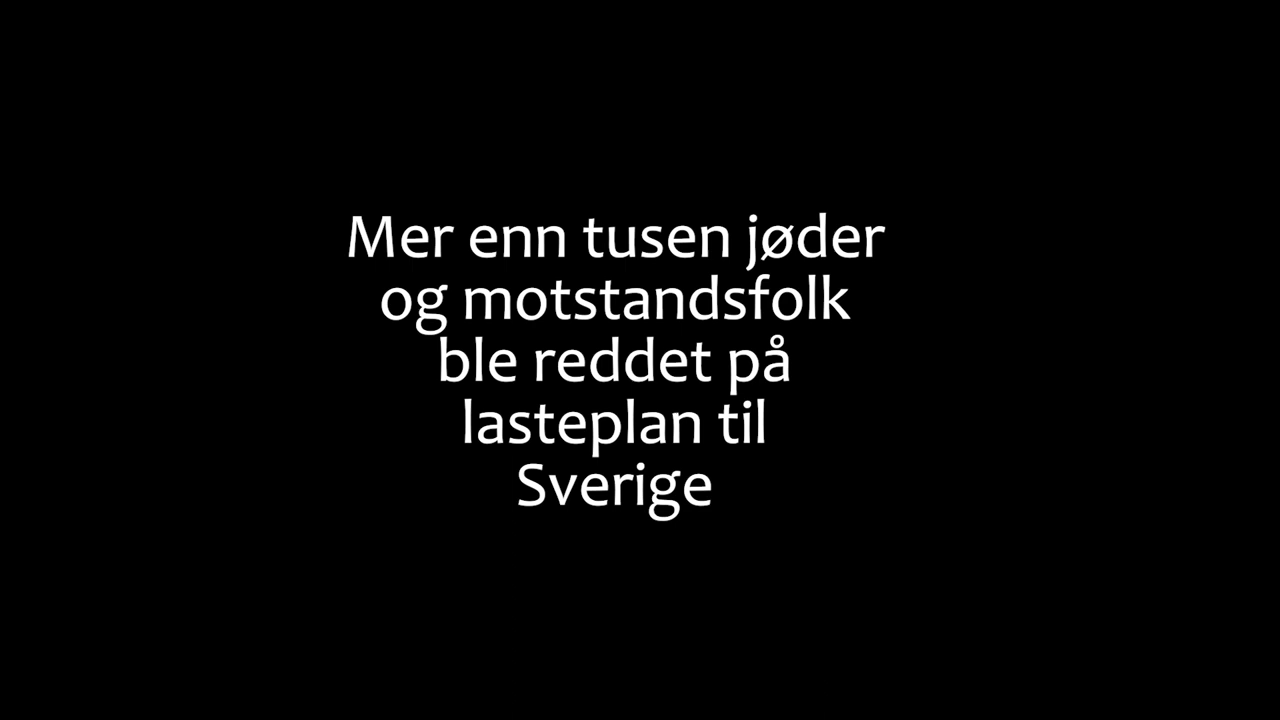 Mer enn tusen jøder
og motstandsfolk
ble reddet på
lasteplan til
Sverige